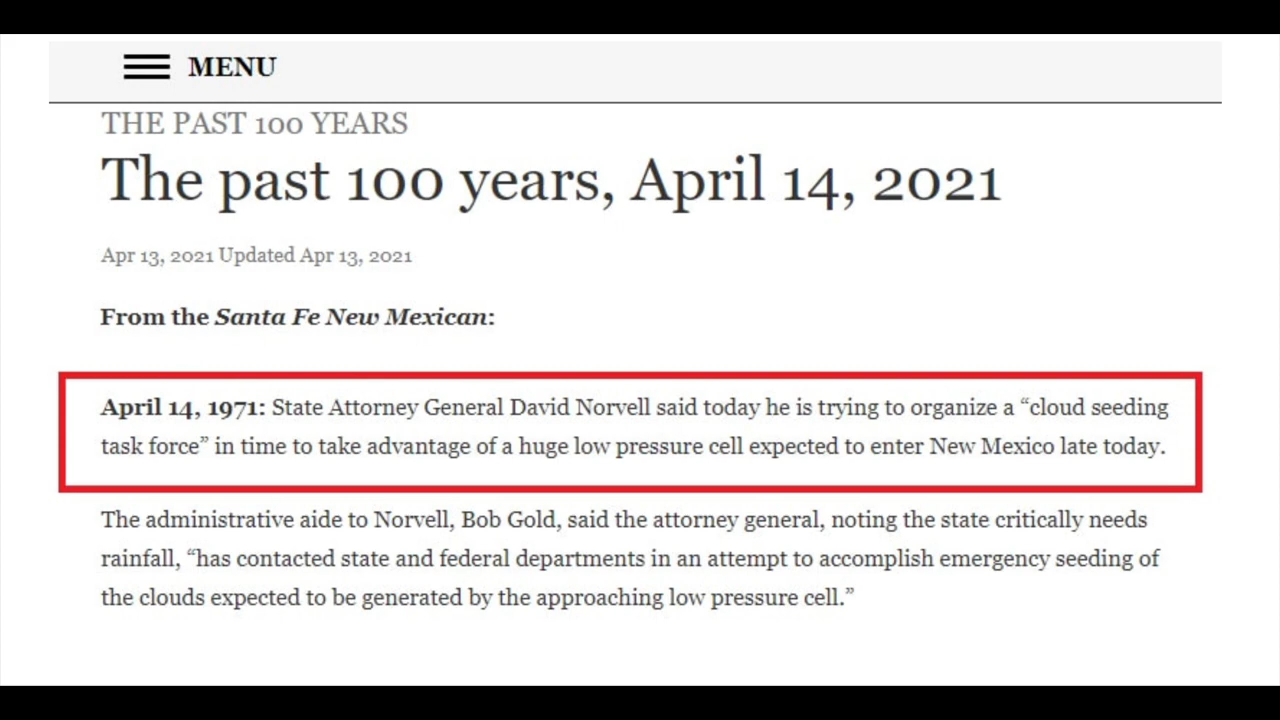 MENU
THE PAST 100 YEARS
The past 100 years, April 14, 2021
Apr 13, 2021 Updated Apr 13, 2021
From the Santa Fe New Mexican:
April 14, 1971: State Attorney General David Norvell said today he is trying to organize a “cloud seeding
task force” in time to take advantage of a huge low pressure cell expected to enter New Mexico late today.
The administrative aide to Norvell, Bob Gold, said the attorney general, noting the state critically needs
rainfall, “has contacted state and federal departments in an attempt to accomplish emergency seeding of
the clouds expected to be generated by the approaching low pressure cell.”